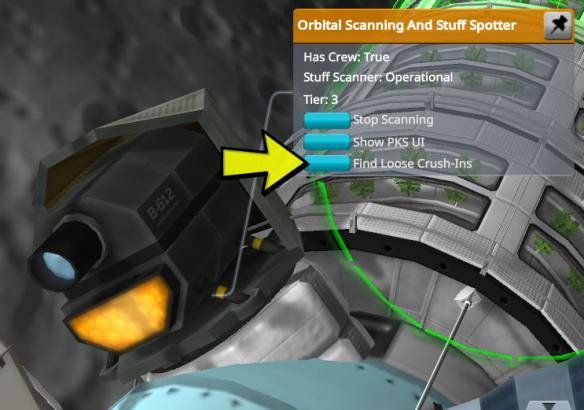 Orbital Scanning And Stuff Spotter
Has Crew: True
Stuff Scanner: Operational
Tier: 3
Stop Scanning
Show PKS UI
Find Loose Crush-Ins
B-612